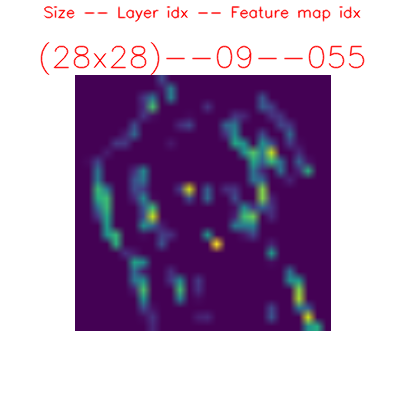 Size -- Layer idx -- Feature map idx
(28x28)--09--055